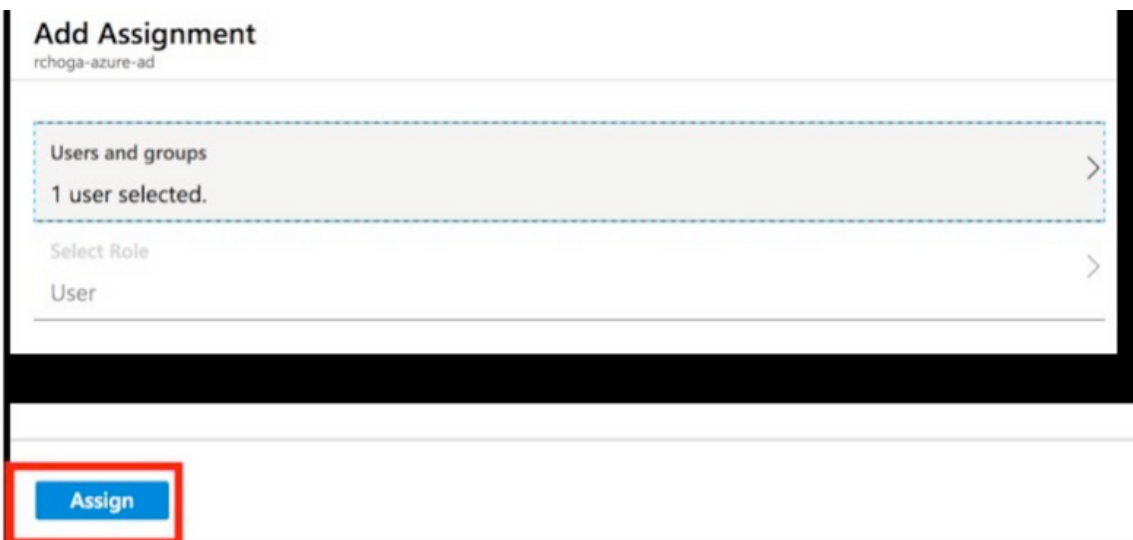 Add Assignment
rchoga-azure-ad
Users and groups
1 user selected.
Select Role
User
Assign